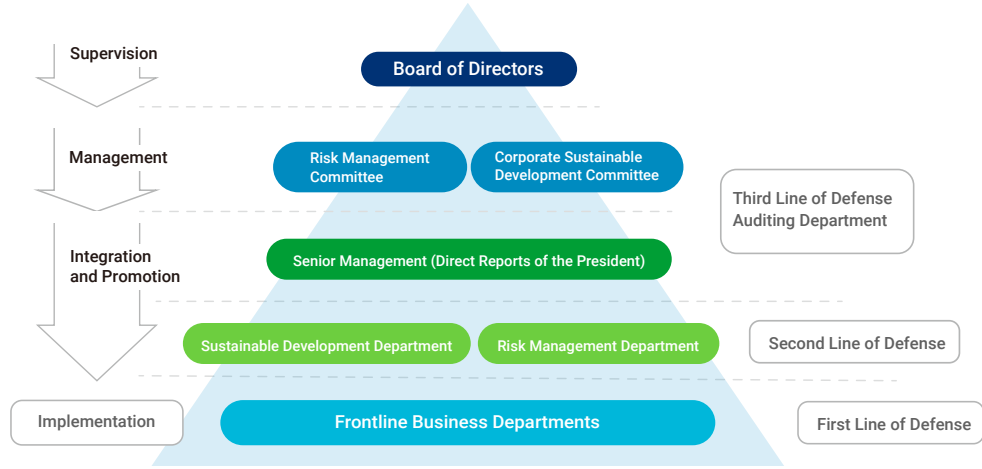 Supervision
Board of Directors
Management
Risk Management
Committee
Corporate Sustainable
Development Committee
Third Line of Defense
Auditing Department
Integration
and Promotion
Senior Management (Direct Reports of the President)
Sustainable Development Department
Risk Management Department
Second Line of Defense
Implementation
Frontline Business Departments
First Line of Defense